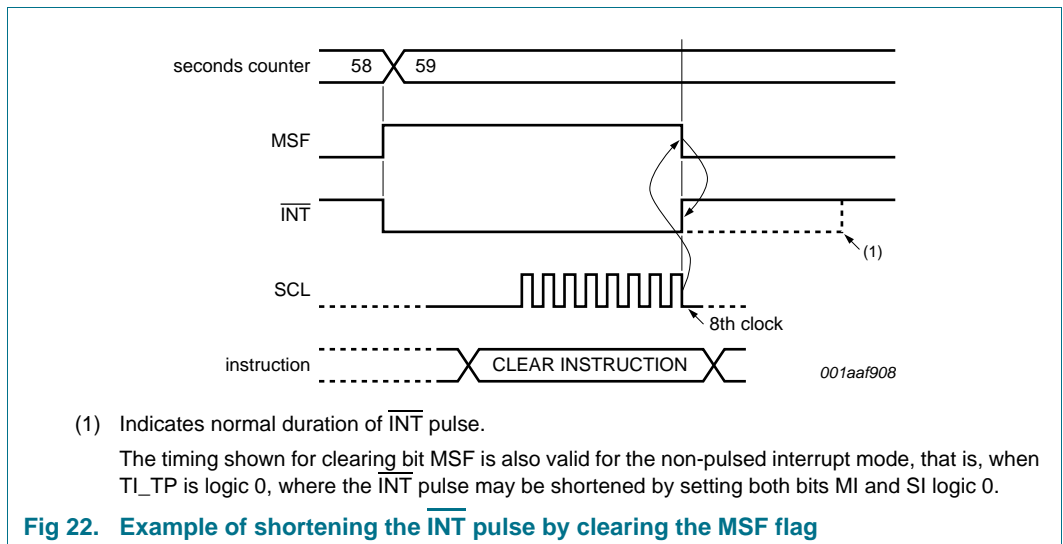 seconds counter 58 59
MSF
INT
(1)
SCL
8th clock
instruction CLEAR INSTRUCTION
001aaf908
(1) Indicates normal duration of INT pulse.
The timing shown for clearing bit MSF is also valid for the non-pulsed interrupt mode, that is, when
TI_TP is logic 0, where the INT pulse may be shortened by setting both bits MI and SI logic 0.
Fig 22. Example of shortening the INT pulse by clearing the MSF flag